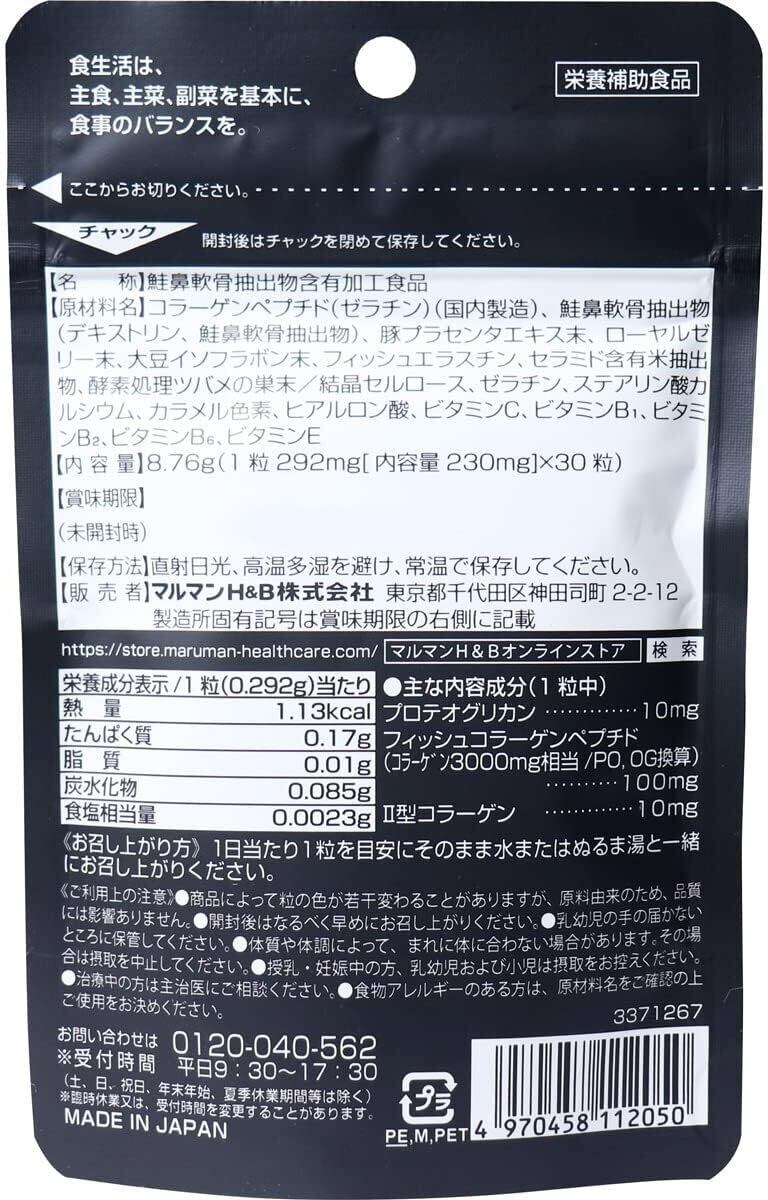 食生活は、
主食、主菜、副菜を基本に、
食事のバランスを。
栄養補助食品
ここからお切りください。
チャック
開封後はチャックを閉めて保存してください。
【名　　称】鮭鼻軟骨抽出物含有加工食品
【原材料名】コラーゲンペプチド(ゼラチン)(国内製造)、鮭鼻軟骨抽出物
(デキストリン、鮭鼻軟骨抽出物)、豚プラセンタエキス末、ローヤルゼ
リー末、大豆イソフラボン末、フィッシュエラスチン、セラミド含有米抽出
物、酵素処理ツバメの巣末／結晶セルロース、ゼラチン、ステアリン酸カ
ルシウム、カラメル色素、ヒアルロン酸、ビタミンC、ビタミンB₁、ビタミ
ンB₂、ビタミンB₆、ビタミンE
【内 容 量】8.76g(1粒 292mg[内容量 230mg]×30粒)
【賞味期限】
(未開封時)
【保存方法】直射日光、高温多湿を避け、常温で保存してください。
【販 売 者】マルマンH&B株式会社 東京都千代田区神田司町 2-2-12
製造所固有記号は賞味期限の右側に記載
https://store.maruman-healthcare.com/ マルマンH&Bオンラインストア 検索
栄養成分表示/1粒(0.292g)当たり
熱量 1.13kcal
たんぱく質 0.17g
脂質 0.01g
炭水化物 0.085g
食塩相当量 0.0023g
●主な内容成分(1粒中)
プロテオグリカン ………… 10mg
フィッシュコラーゲンペプチド
(コラーゲン3000mg相当/PO,OG換算)
………… 100mg
Ⅱ型コラーゲン ………… 10mg
《お召し上がり方》1日当たり1粒を目安にそのまま水またはぬるま湯と一緒
にお召し上がりください。
《ご利用上の注意》●商品によって粒の色が若干変わることがありますが、原料由来のため、品質
には影響ありません。●開封後はなるべく早めにお召し上がりください。●乳幼児の手の届かない
ところに保管してください。●体質や体調によって、まれに体に合わない場合があります。その場
合は摂取を中止してください。●授乳・妊娠中の方、乳幼児および小児は摂取をお控えください。
●治療中の方は主治医にご相談ください。●食物アレルギーのある方は、原材料名をご確認の上
ご使用をお決めください。
3371267
お問い合わせは 0120-040-562
※受付時間 平日9：30～17：30
(土、日、祝日、年末年始、夏季休業期間等は除く)
※臨時休業又は、受付時間を変更することがあります。
MADE IN JAPAN
プラ
PE,M,PET
4 970458 112050